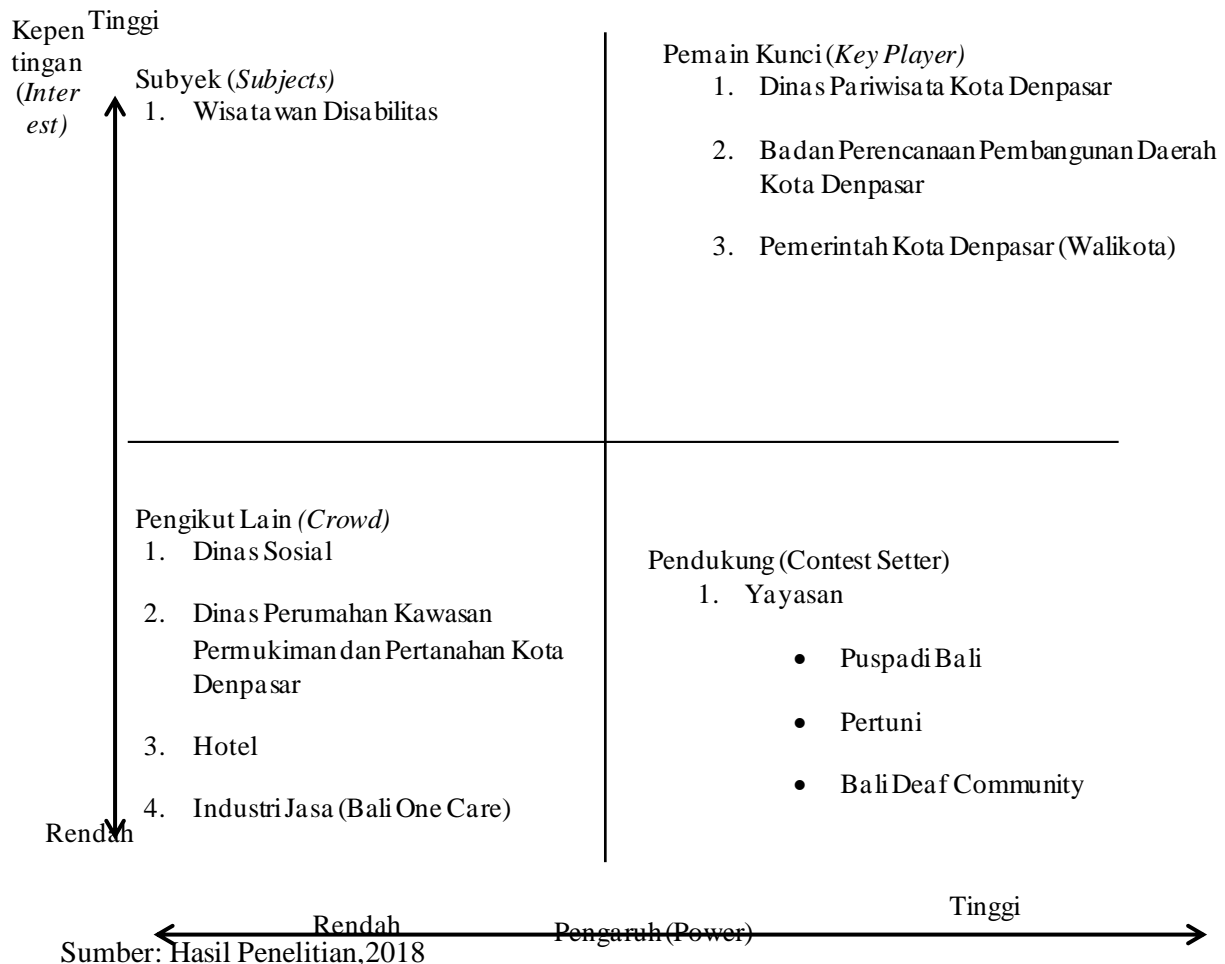 Tinggi
Kepen
tingan
(Inter
est)
Subyek (Subjects)
1. Wisatawan Disabilitas
Pemain Kunci (Key Player)
1. Dinas Pariwisata Kota Denpasar
2. Badan Perencanaan Pembangunan Daerah
Kota Denpasar
3. Pemerintah Kota Denpasar (Walikota)
Pengikut Lain (Crowd)
1. Dinas Sosial
2. Dinas Perumahan Kawasan
Permukiman dan Pertanahan Kota
Denpasar
3. Hotel
4. Industri Jasa (Bali One Care)
Rendah
Pendukung (Contest Setter)
1. Yayasan
• Puspadi Bali
• Pertuni
• Bali Deaf Community
Rendah
Pengaruh (Power)
Tinggi
Sumber: Hasil Penelitian,2018